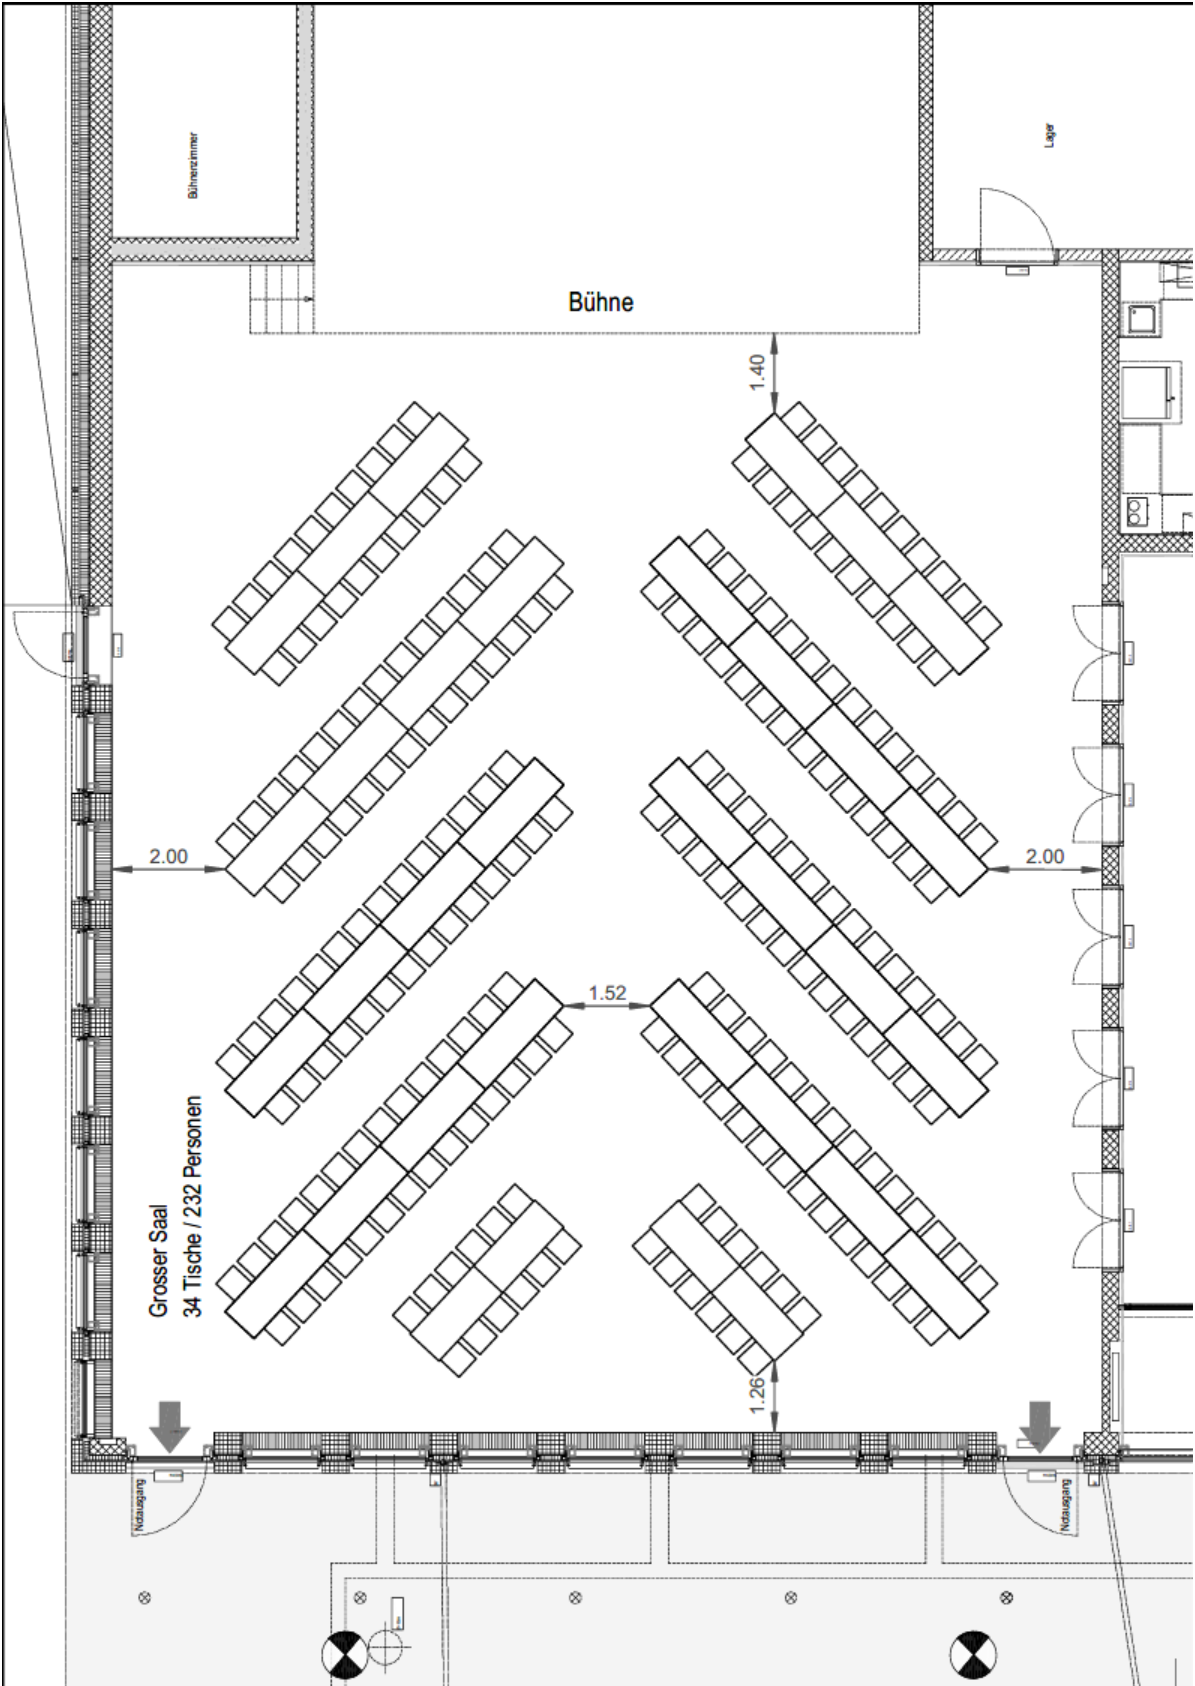 Bühnenzimmer
Lager
Bühne
1.40
2.00
2.00
1.52
Grosser Saal
34 Tische / 232 Personen
1.26
Notausgang
Notausgang